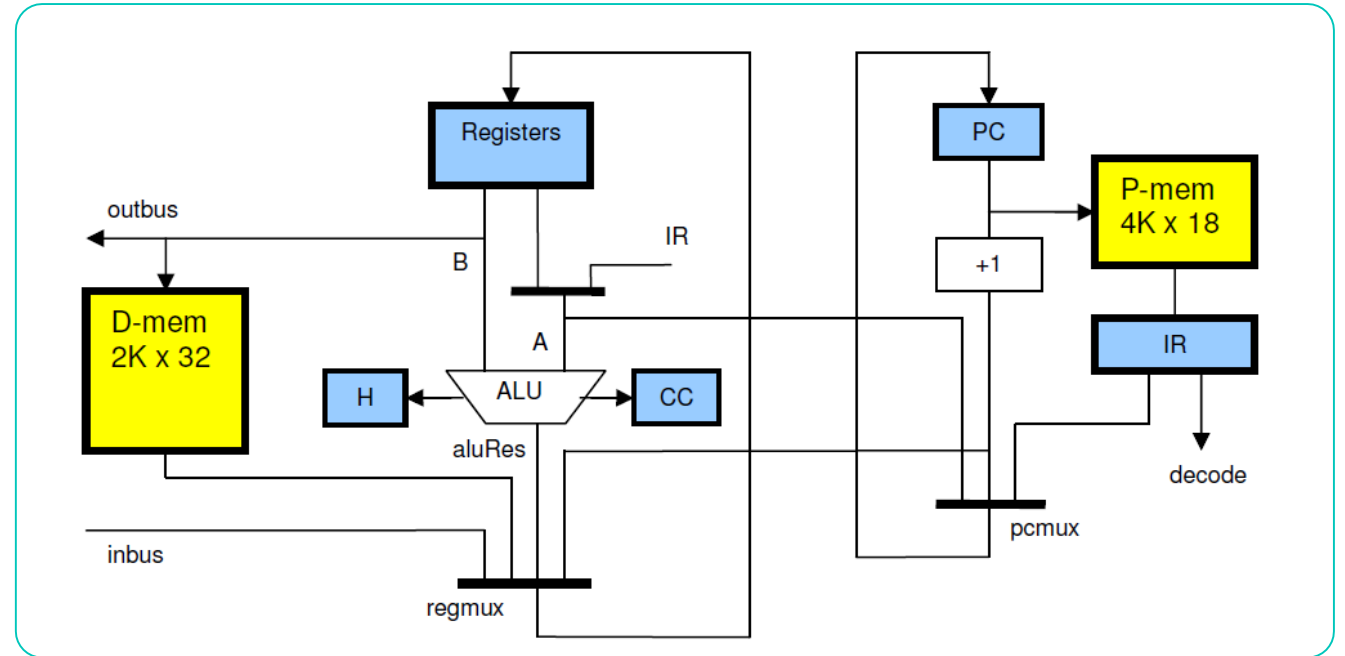 Registers
PC
P-mem
4K x 18
outbus
B
IR
+1
D-mem
2K x 32
A
IR
H
ALU
CC
aluRes
decode
pcmux
inbus
regmux